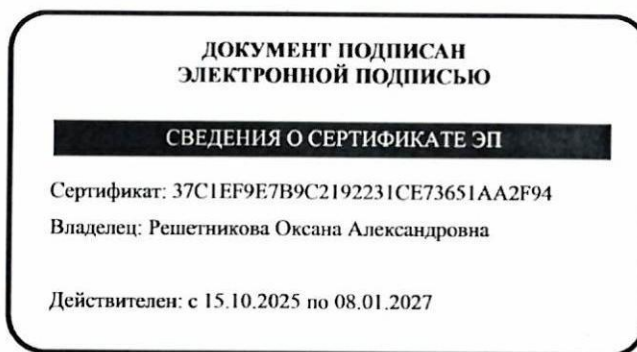 ДОКУМЕНТ ПОДПИСАН
ЭЛЕКТРОННОЙ ПОДПИСЬЮ
СВЕДЕНИЯ О СЕРТИФИКАТЕ ЭП
Сертификат: 37C1EF9E7B9C2192231CE73651AA2F94
Владелец: Решетникова Оксана Александровна
Действителен: с 15.10.2025 по 08.01.2027